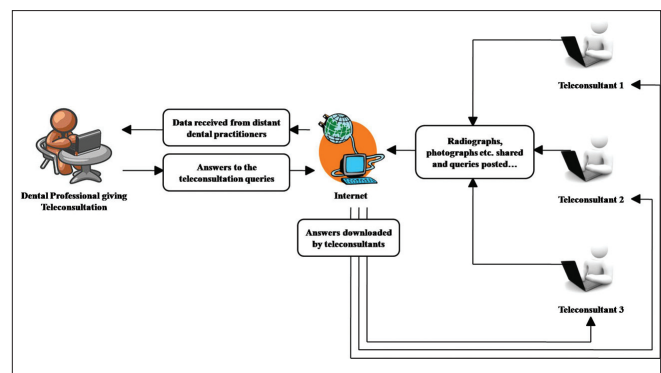 Teleconsultant 1
Data received from distant
dental practitioners
Radiographs,
photographs etc. shared
and queries posted...
Answers to the
teleconsultation queries
Dental Professional giving
Teleconsultation
Internet
Teleconsultant 2
Answers downloaded
by teleconsultants
Teleconsultant 3